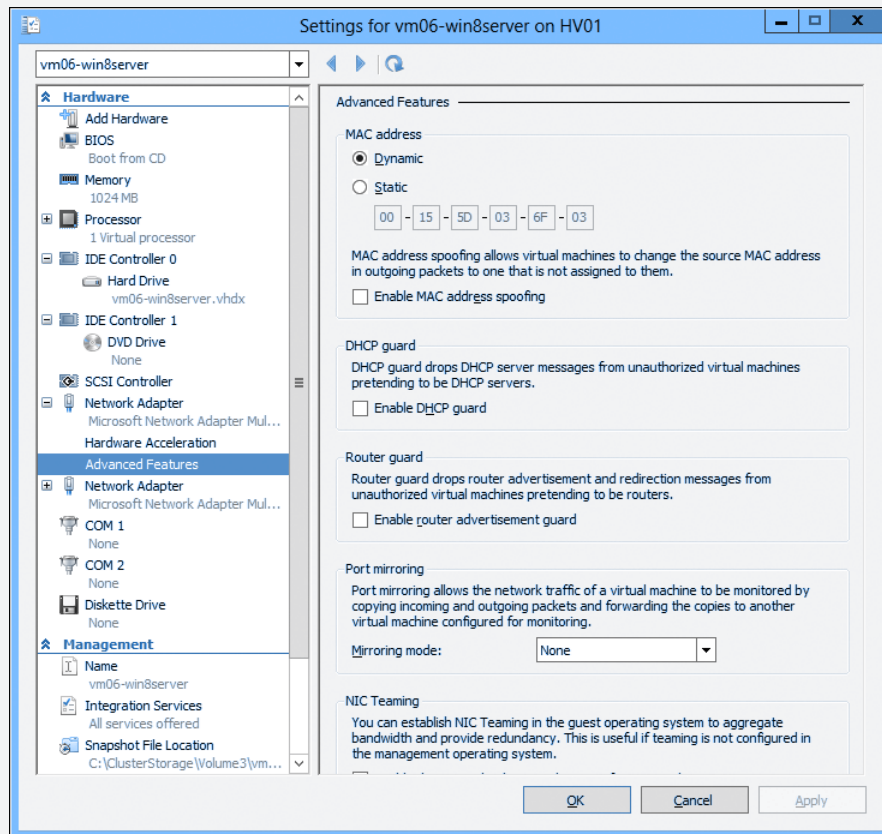 Settings for vm06-win8server on HV01
vm06-win8server
Hardware
Add Hardware
BIOS
Boot from CD
Memory
1024 MB
Processor
1 Virtual processor
IDE Controller 0
Hard Drive
vm06-win8server.vhdx
IDE Controller 1
DVD Drive
None
SCSI Controller
Network Adapter
Microsoft Network Adapter Mul...
Hardware Acceleration
Advanced Features
Network Adapter
Microsoft Network Adapter Mul...
COM 1
None
COM 2
None
Diskette Drive
None
Management
Name
vm06-win8server
Integration Services
All services offered
Snapshot File Location
C:\ClusterStorage\Volume3\vm...
Advanced Features
MAC address
Dynamic
Static
00 - 15 - 5D - 03 - 6F - 03
MAC address spoofing allows virtual machines to change the source MAC address
in outgoing packets to one that is not assigned to them.
Enable MAC address spoofing
DHCP guard
DHCP guard drops DHCP server messages from unauthorized virtual machines
pretending to be DHCP servers.
Enable DHCP guard
Router guard
Router guard drops router advertisement and redirection messages from
unauthorized virtual machines pretending to be routers.
Enable router advertisement guard
Port mirroring
Port mirroring allows the network traffic of a virtual machine to be monitored by
copying incoming and outgoing packets and forwarding the copies to another
virtual machine configured for monitoring.
Mirroring mode: None
NIC Teaming
You can establish NIC Teaming in the guest operating system to aggregate
bandwidth and provide redundancy. This is useful if teaming is not configured in
the management operating system.
OK Cancel Apply